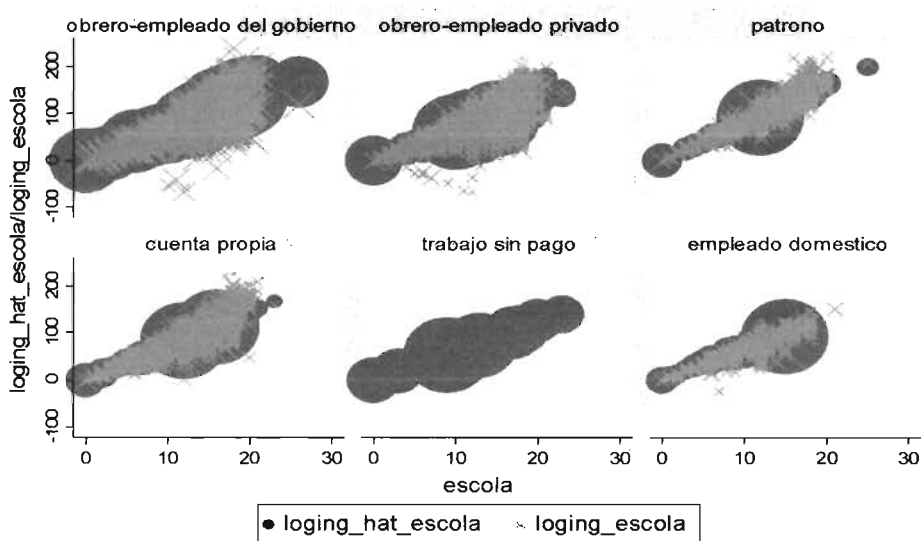 obrero-empleado del gobierno obrero-empleado privado patrono
200
100
0
-100
cuenta propia trabajo sin pago empleado domestico
200
100
0
-100
0 10 20 30 0 10 20 30 0 10 20 30
escola
loging_hat_escola/loging_escola
loging_hat_escola loging_escola